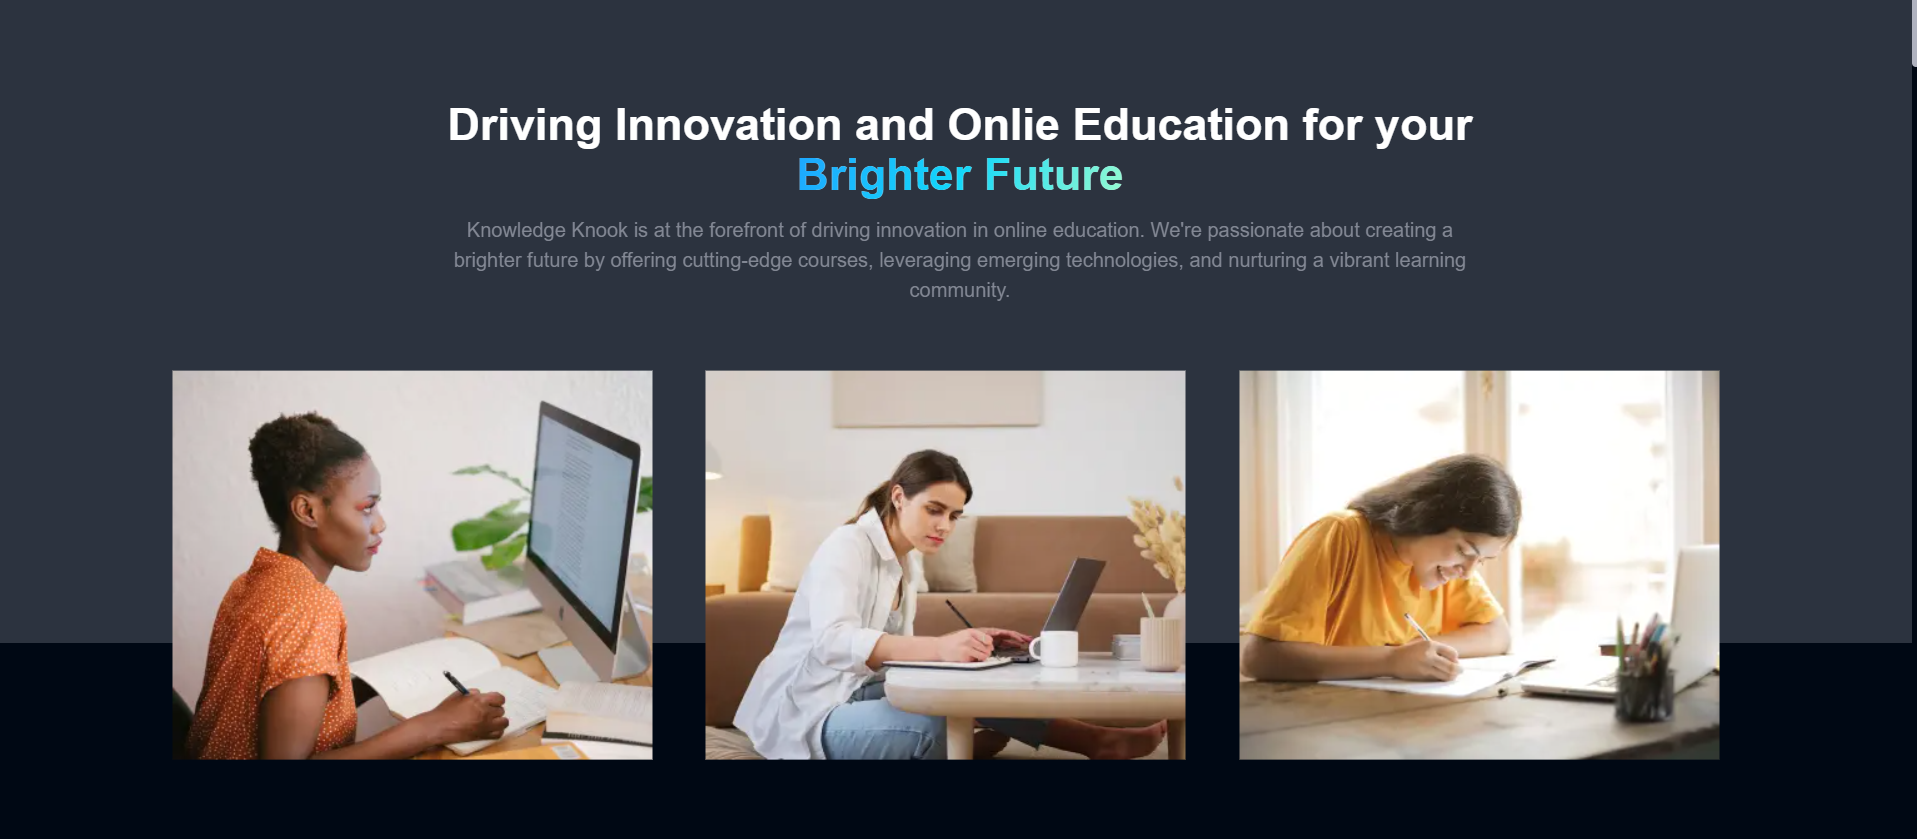 Driving Innovation and Onlie Education for your
Brighter Future
Knowledge Knook is at the forefront of driving innovation in online education. We're passionate about creating a
brighter future by offering cutting-edge courses, leveraging emerging technologies, and nurturing a vibrant learning
community.